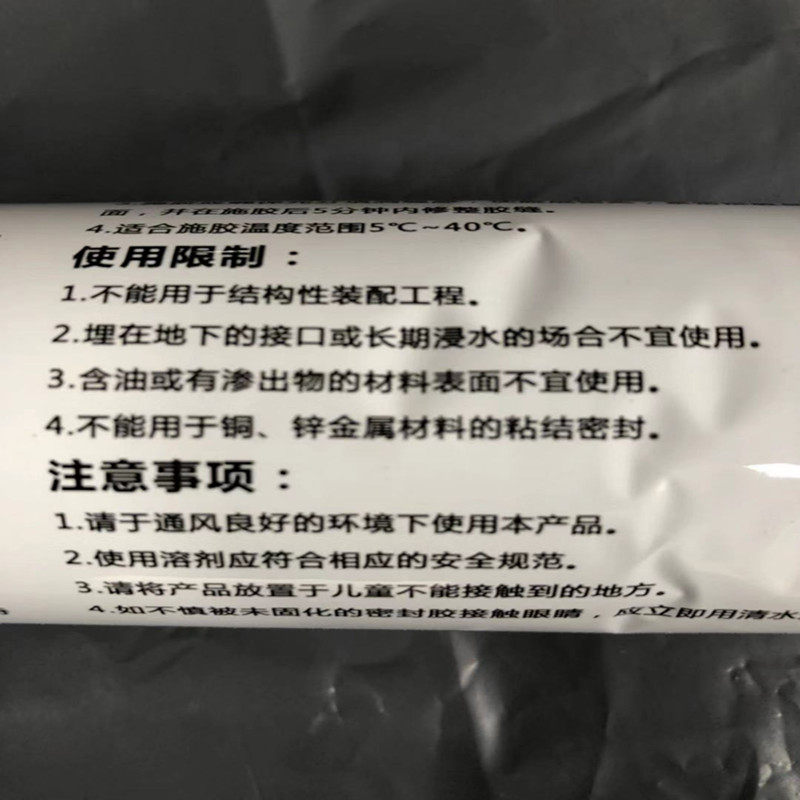 面，并在施胶后5分钟内修整胶缝。
4.适合施胶温度范围5℃~40℃。
使用限制：
1.不能用于结构性装配工程。
2.埋在地下的接口或长期浸水的场合不宜使用。
3.含油或有渗出物的材料表面不宜使用。
4.不能用于铜、锌金属材料的粘结密封。
注意事项：
1.请于通风良好的环境下使用本产品。
2.使用溶剂应符合相应的安全规范。
3.请将产品放置于儿童不能接触到的地方。
4.如不慎被未固化的密封胶接触眼睛，应立即用清水